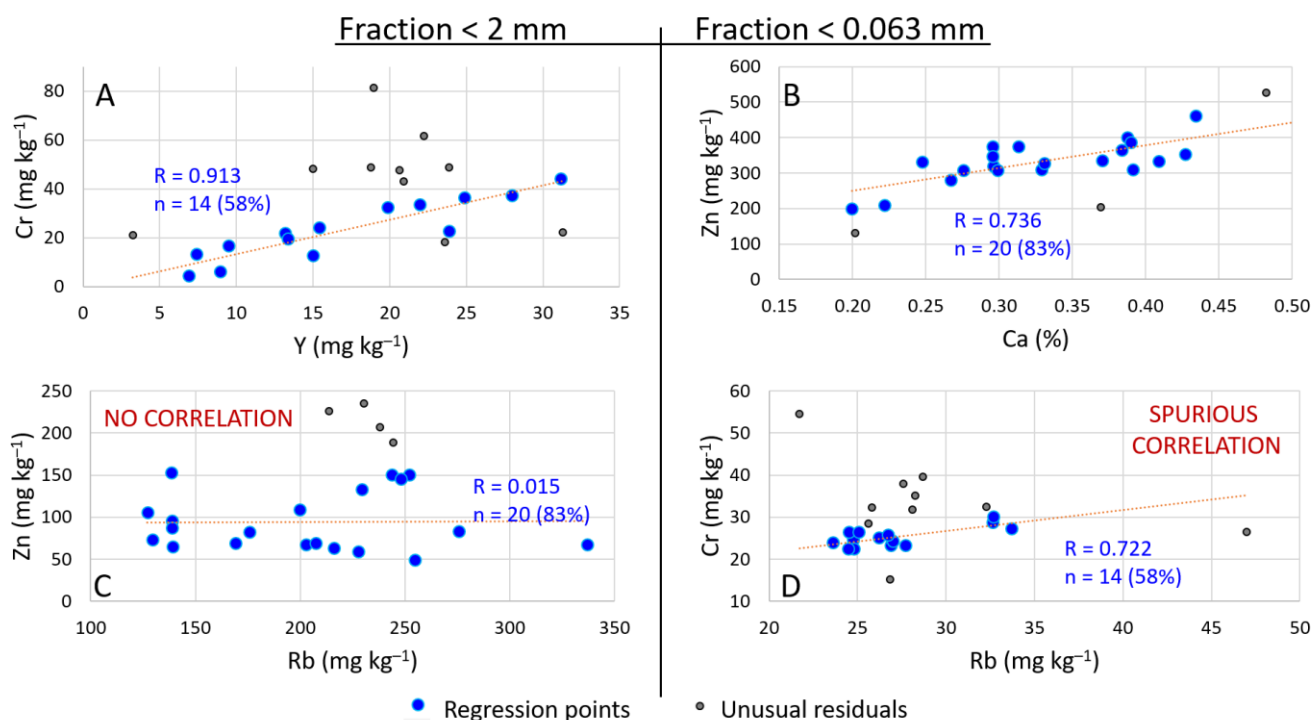 Fraction < 2 mm
Fraction < 0.063 mm
A
Cr (mg kg⁻¹)
80
60
40
20
0
R = 0.913
n = 14 (58%)
0 5 10 15 20 25 30 35
Y (mg kg⁻¹)
B
Zn (mg kg⁻¹)
600
500
400
300
200
100
0
R = 0.736
n = 20 (83%)
0.15 0.20 0.25 0.30 0.35 0.40 0.45 0.50
Ca (%)
C
Zn (mg kg⁻¹)
250
200
150
100
50
0
NO CORRELATION
R = 0.015
n = 20 (83%)
100 150 200 250 300 350
Rb (mg kg⁻¹)
D
Cr (mg kg⁻¹)
60
50
40
30
20
10
SPURIOUS
CORRELATION
R = 0.722
n = 14 (58%)
20 25 30 35 40 45 50
Rb (mg kg⁻¹)
Regression points
Unusual residuals